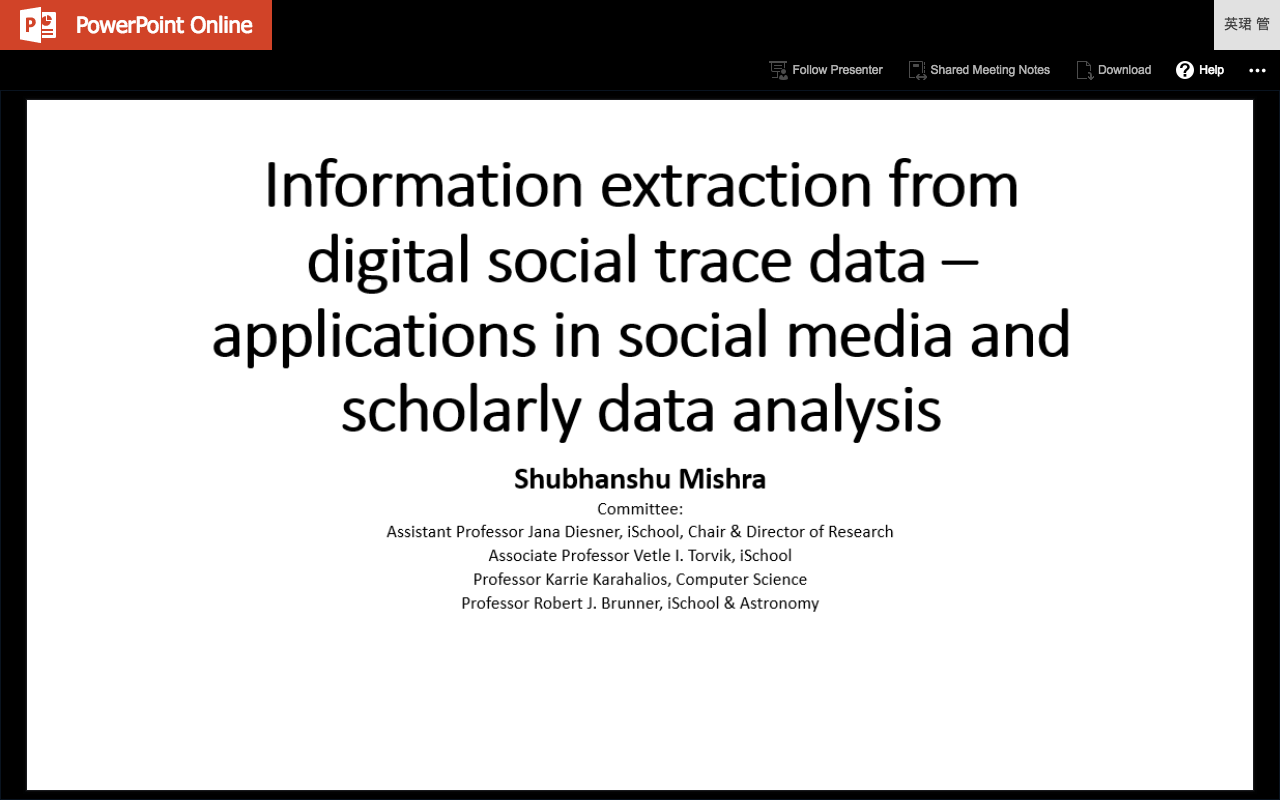 PowerPoint Online
英珺 管
Follow Presenter
Shared Meeting Notes
Download
Help
Information extraction from
digital social trace data –
applications in social media and
scholarly data analysis
Shubhanshu Mishra
Committee:
Assistant Professor Jana Diesner, iSchool, Chair & Director of Research
Associate Professor Vetle I. Torvik, iSchool
Professor Karrie Karahalios, Computer Science
Professor Robert J. Brunner, iSchool & Astronomy